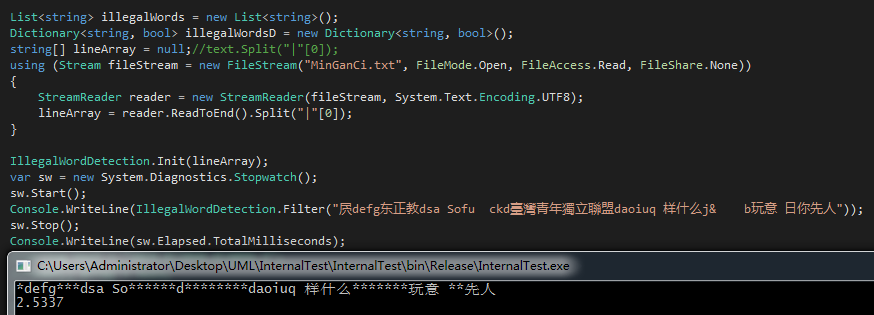 List<string> illegalWords = new List<string>();
Dictionary<string, bool> illegalWordsD = new Dictionary<string, bool>();
string[] lineArray = null;//text.Split("|"[0]);
using (Stream fileStream = new FileStream("MinGanCi.txt", FileMode.Open, FileAccess.Read, FileShare.None))
{
    StreamReader reader = new StreamReader(fileStream, System.Text.Encoding.UTF8);
    lineArray = reader.ReadToEnd().Split("|"[0]);
}
IllegalWordDetection.Init(lineArray);
var sw = new System.Diagnostics.Stopwatch();
sw.Start();
Console.WriteLine(IllegalWordDetection.Filter("屄defg东正教dsa Sofu  ckd臺灣青年獨立聯盟daoiuq 样什么j&    b玩意 日你先人"));
sw.Stop();
Console.WriteLine(sw.Elapsed.TotalMilliseconds);
C:\Users\Administrator\Desktop\UML\InternalTest\InternalTest\bin\Release\InternalTest.exe
*defg***dsa So******d********daoiuq 样什么*******玩意 **先人
2.5337